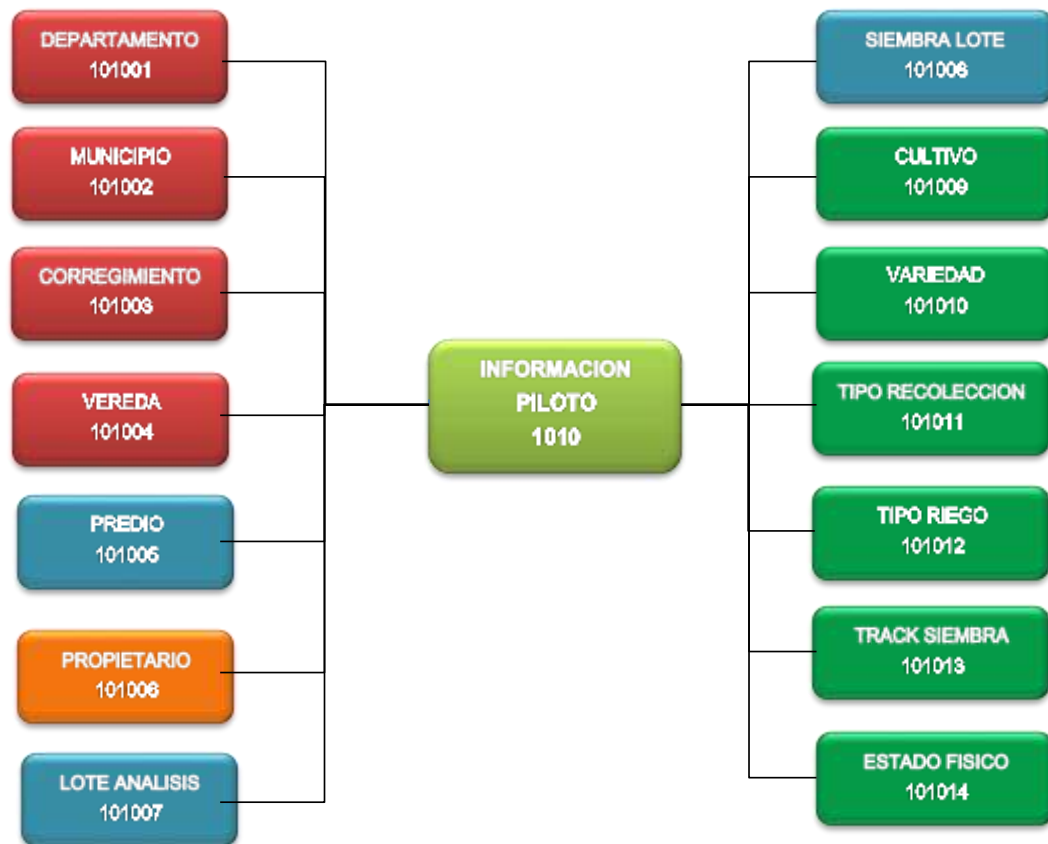 DEPARTAMENTO
101001
MUNICIPIO
101002
CORREGIMIENTO
101003
VEREDA
101004
PREDIO
101005
PROPIETARIO
101006
LOTE ANALISIS
101007
INFORMACION
PILOTO
1010
SIEMBRA LOTE
101008
CULTIVO
101009
VARIEDAD
101010
TIPO RECOLECCION
101011
TIPO RIEGO
101012
TRACK SIEMBRA
101013
ESTADO FISICO
101014